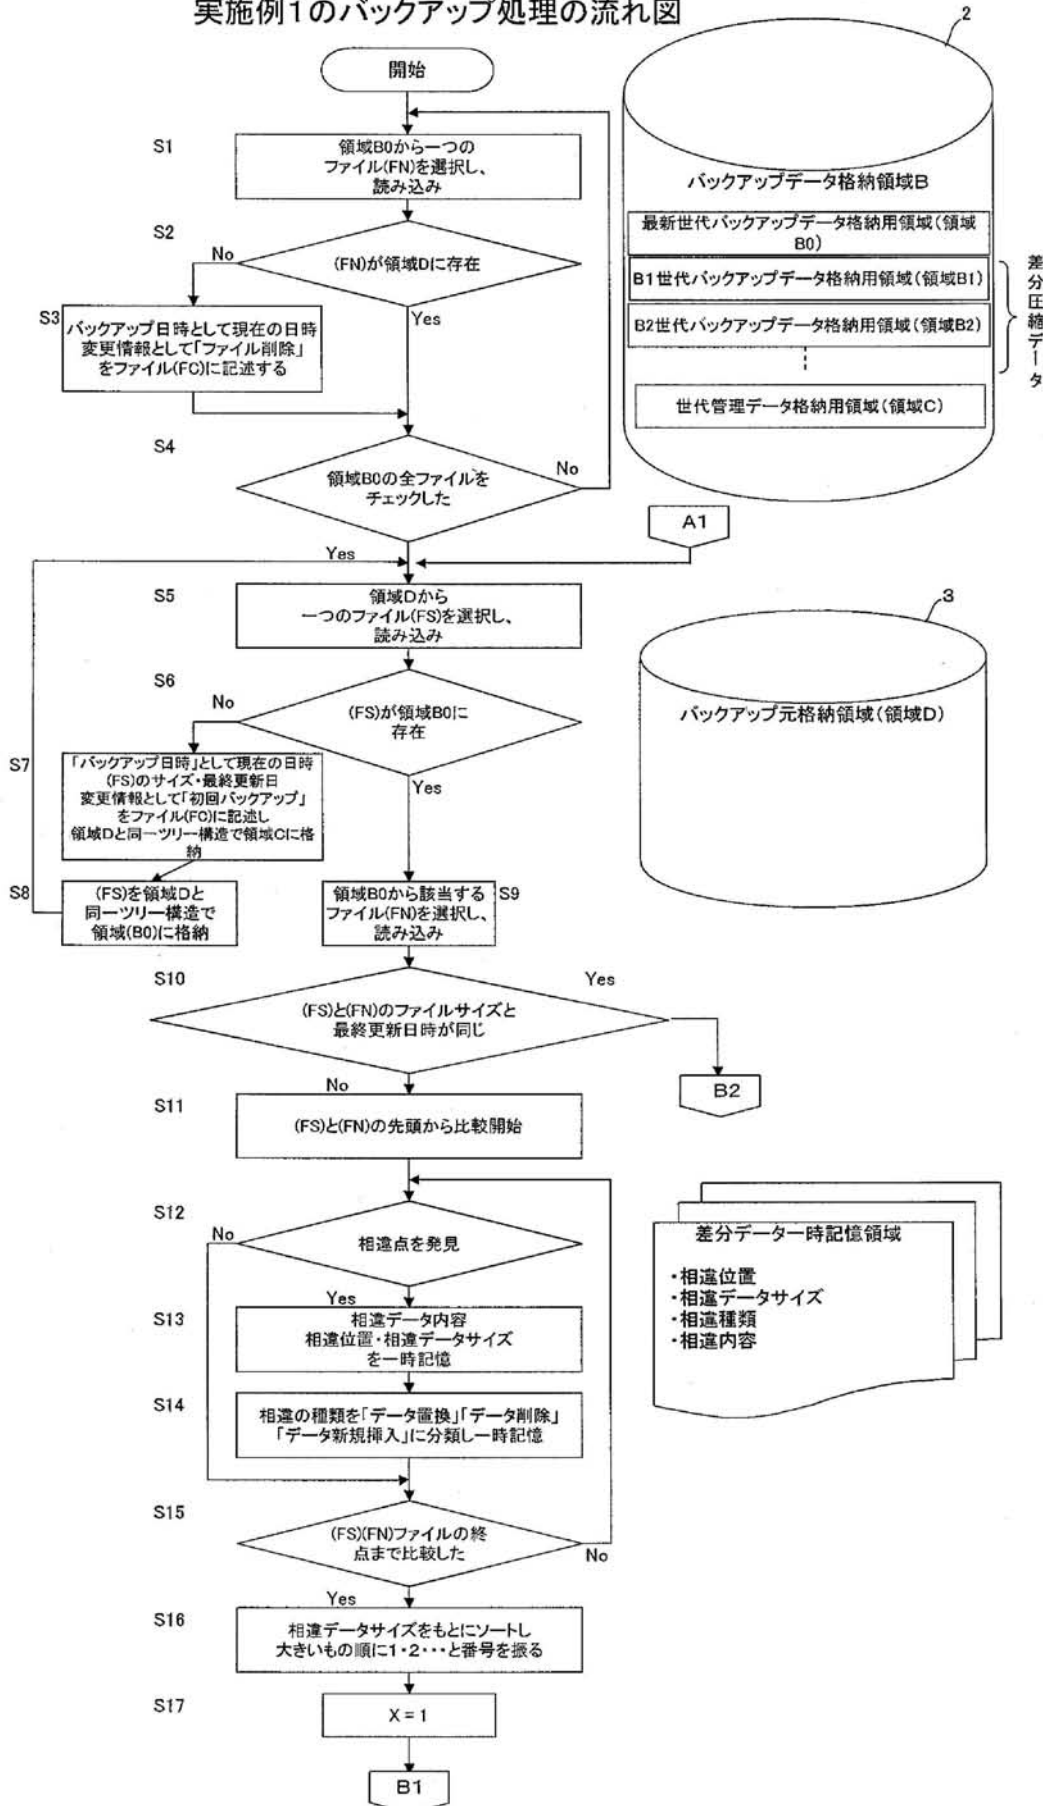 実施例1のバックアップ処理の流れ図
2
開始
S1
領域B0から一つの
ファイル(FN)を選択し、
読み込み
バックアップデータ格納領域B
最新世代バックアップデータ格納用領域(領域
B0)
B1世代バックアップデータ格納用領域(領域B1)
B2世代バックアップデータ格納用領域(領域B2)
世代管理データ格納用領域(領域C)
差分圧縮データ
S2
(FN)が領域Dに存在
No
Yes
S3
バックアップ日時として現在の日時
変更情報として「ファイル削除」
をファイル(FC)に記述する
S4
領域B0の全ファイルを
チェックした
No
Yes
A1
S5
領域Dから
一つのファイル(FS)を選択し、
読み込み
3
バックアップ元格納領域(領域D)
S6
(FS)が領域B0に
存在
No
Yes
S7
「バックアップ日時」として現在の日時
(FS)のサイズ・最終更新日
変更情報として「初回バックアップ」
をファイル(FC)に記述し
領域Dと同一ツリー構造で領域Cに格
納
S8
(FS)を領域Dと
同一ツリー構造で
領域(B0)に格納
領域B0から該当する
ファイル(FN)を選択し、
読み込み
S9
S10
(FS)と(FN)のファイルサイズと
最終更新日時が同じ
Yes
No
B2
S11
(FS)と(FN)の先頭から比較開始
S12
相違点を発見
No
Yes
差分データ一時記憶領域
・相違位置
・相違データサイズ
・相違種類
・相違内容
S13
相違データ内容
相違位置・相違データサイズ
を一時記憶
S14
相違の種類を「データ置換」「データ削除」
「データ新規挿入」に分類し一時記憶
S15
(FS)(FN)ファイルの終
点まで比較した
No
Yes
S16
相違データサイズをもとにソートし
大きいもの順に1・2・・・と番号を振る
S17
X = 1
B1